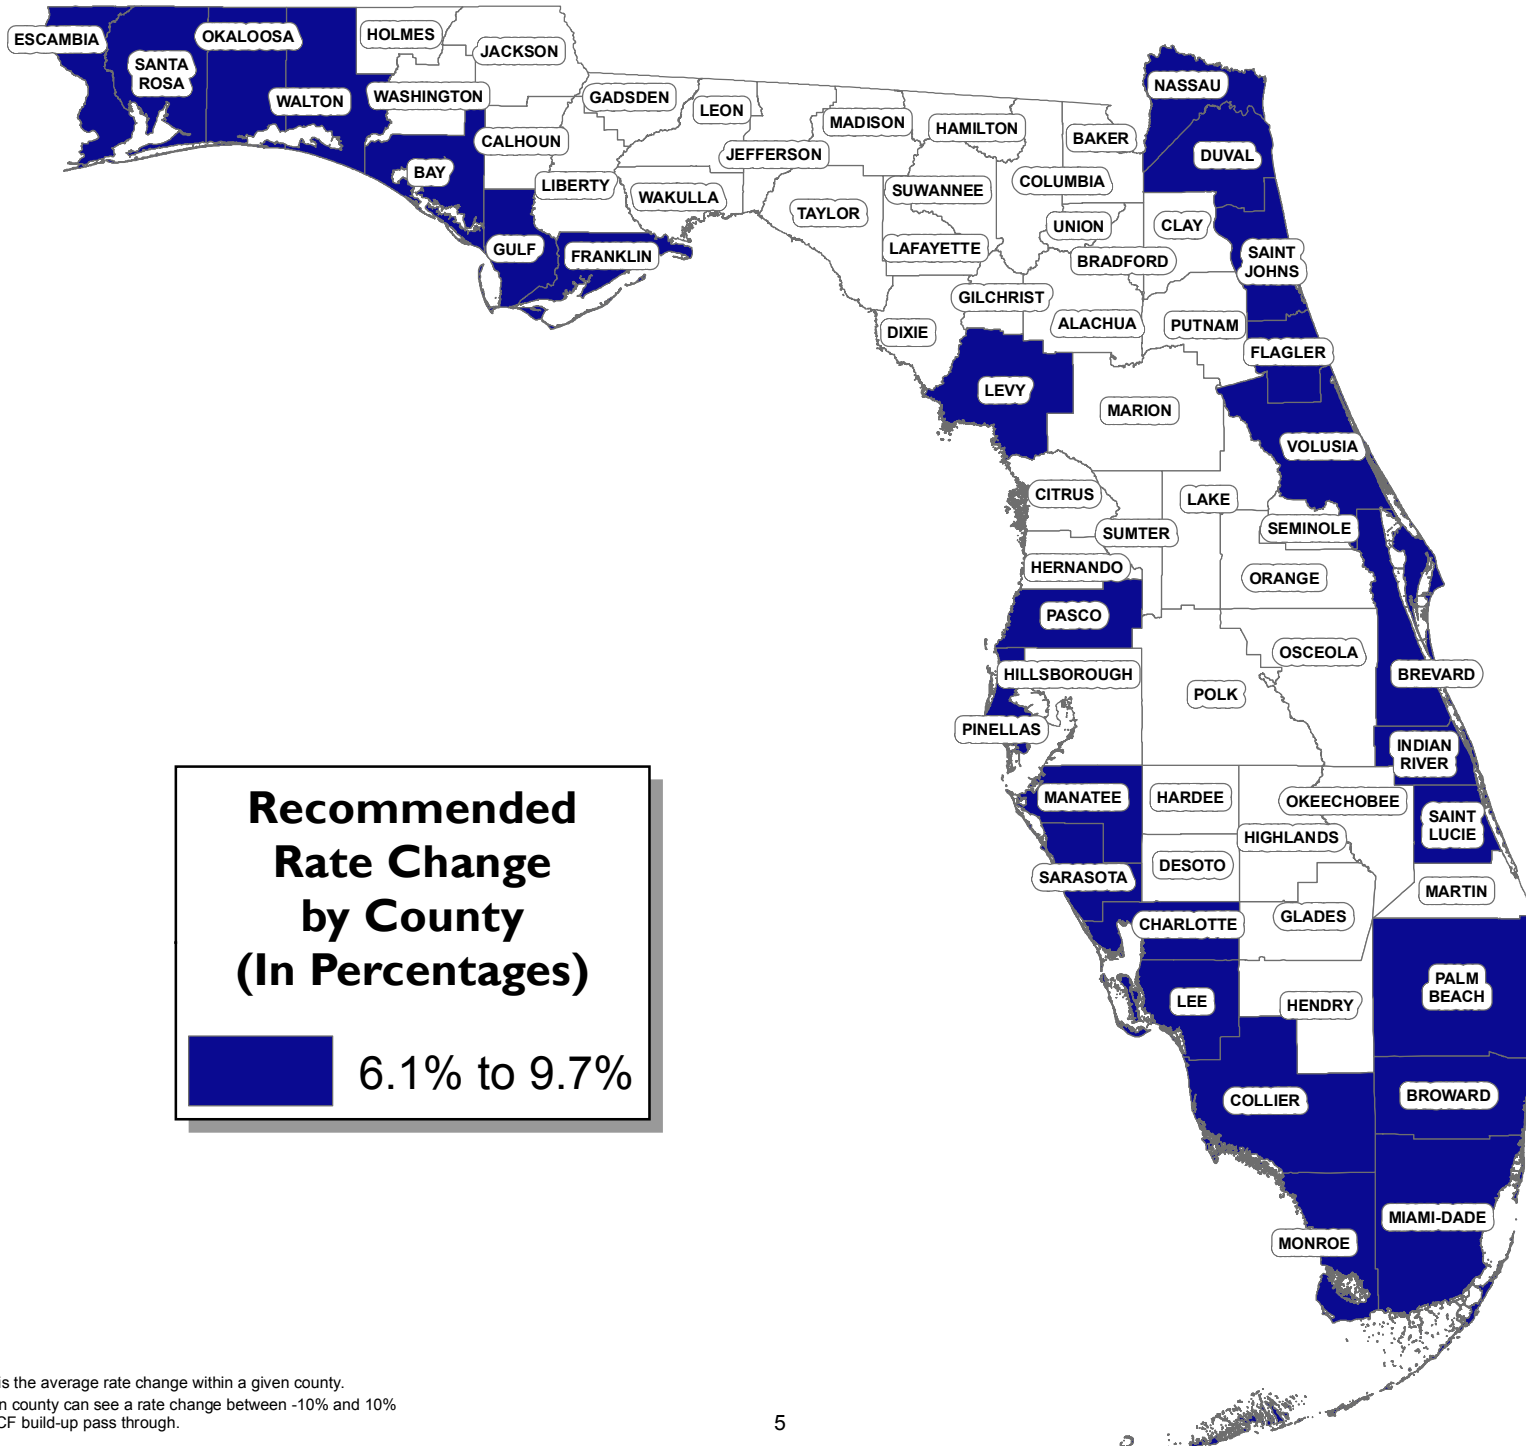 ESCAMBIA
OKALOOSA
HOLMES
JACKSON
SANTA
ROSA
WALTON
WASHINGTON
GADSDEN
LEON
MADISON
HAMILTON
BAKER
NASSAU
CALHOUN
JEFFERSON
DUVAL
BAY
LIBERTY
WAKULLA
SUWANNEE
COLUMBIA
TAYLOR
UNION
CLAY
GULF
FRANKLIN
LAFAYETTE
BRADFORD
SAINT
JOHNS
GILCHRIST
DIXIE
ALACHUA
PUTNAM
FLAGLER
LEVY
MARION
VOLUSIA
CITRUS
LAKE
SUMTER
SEMINOLE
HERNANDO
ORANGE
PASCO
OSCEOLA
HILLSBOROUGH
POLK
BREVARD
PINELLAS
INDIAN
RIVER
MANATEE
HARDEE
OKEECHOBEE
SAINT
LUCIE
HIGHLANDS
DESOTO
SARASOTA
MARTIN
CHARLOTTE
GLADES
PALM
BEACH
LEE
HENDRY
COLLIER
BROWARD
MIAMI-DADE
MONROE
Recommended
Rate Change
by County
(In Percentages)
6.1% to 9.7%
is the average rate change within a given county.
n county can see a rate change between -10% and 10%
CF build-up pass through.
5